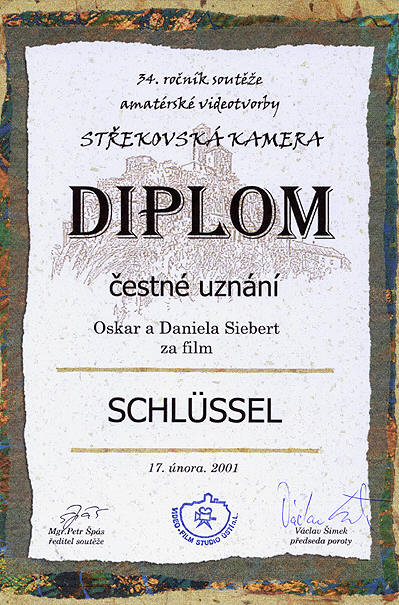 34. ročník soutěže
amatérské videotvorby
STŘEKOVSKÁ KAMERA
DIPLOM
čestné uznání
Oskar a Daniela Siebert
za film
SCHLÜSSEL
17. února. 2001
Mgr.Petr Špás
ředitel soutěže
VIDEO - FILM STUDIO ÚSTÍ n.L.
Václav Šimek
předseda poroty